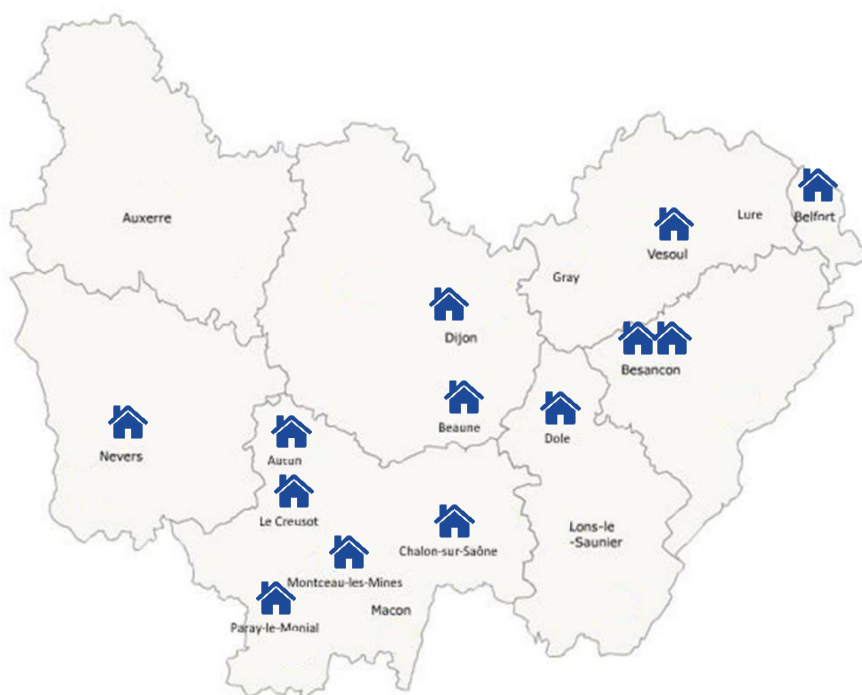 Auxerre
Lure
Belfort
Vesoul
Gray
Dijon
Besancon
Beaune
Dole
Nevers
Aucun
Le Creusot
Lons-le
-Saunier
Chalon-sur-Saône
Montceau-les-Mines
Macon
Paray-le-Monial